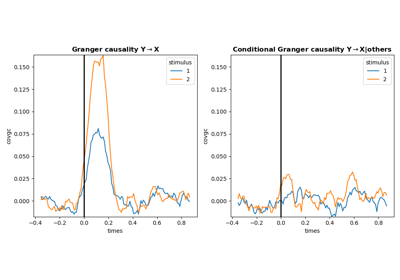 Granger causality Y→X
covgc
0.150
0.125
0.100
0.075
0.050
0.025
0.000
stimulus
1
2
−0.4 −0.2 0.0 0.2 0.4 0.6 0.8
times
Conditional Granger causality Y→X|others
covgc
0.150
0.125
0.100
0.075
0.050
0.025
0.000
stimulus
1
2
−0.4 −0.2 0.0 0.2 0.4 0.6 0.8
times